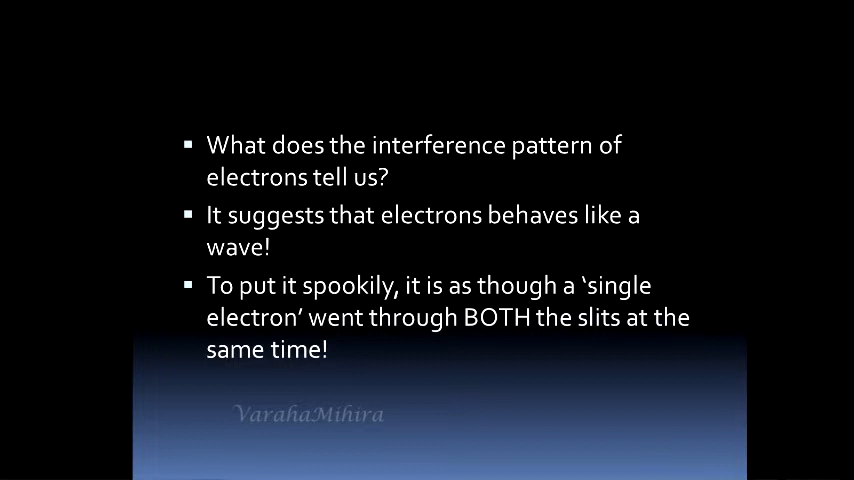 ▪ What does the interference pattern of
electrons tell us?
▪ It suggests that electrons behaves like a
wave!
▪ To put it spookily, it is as though a ‘single
electron’ went through BOTH the slits at the
same time!
VarahaMihira